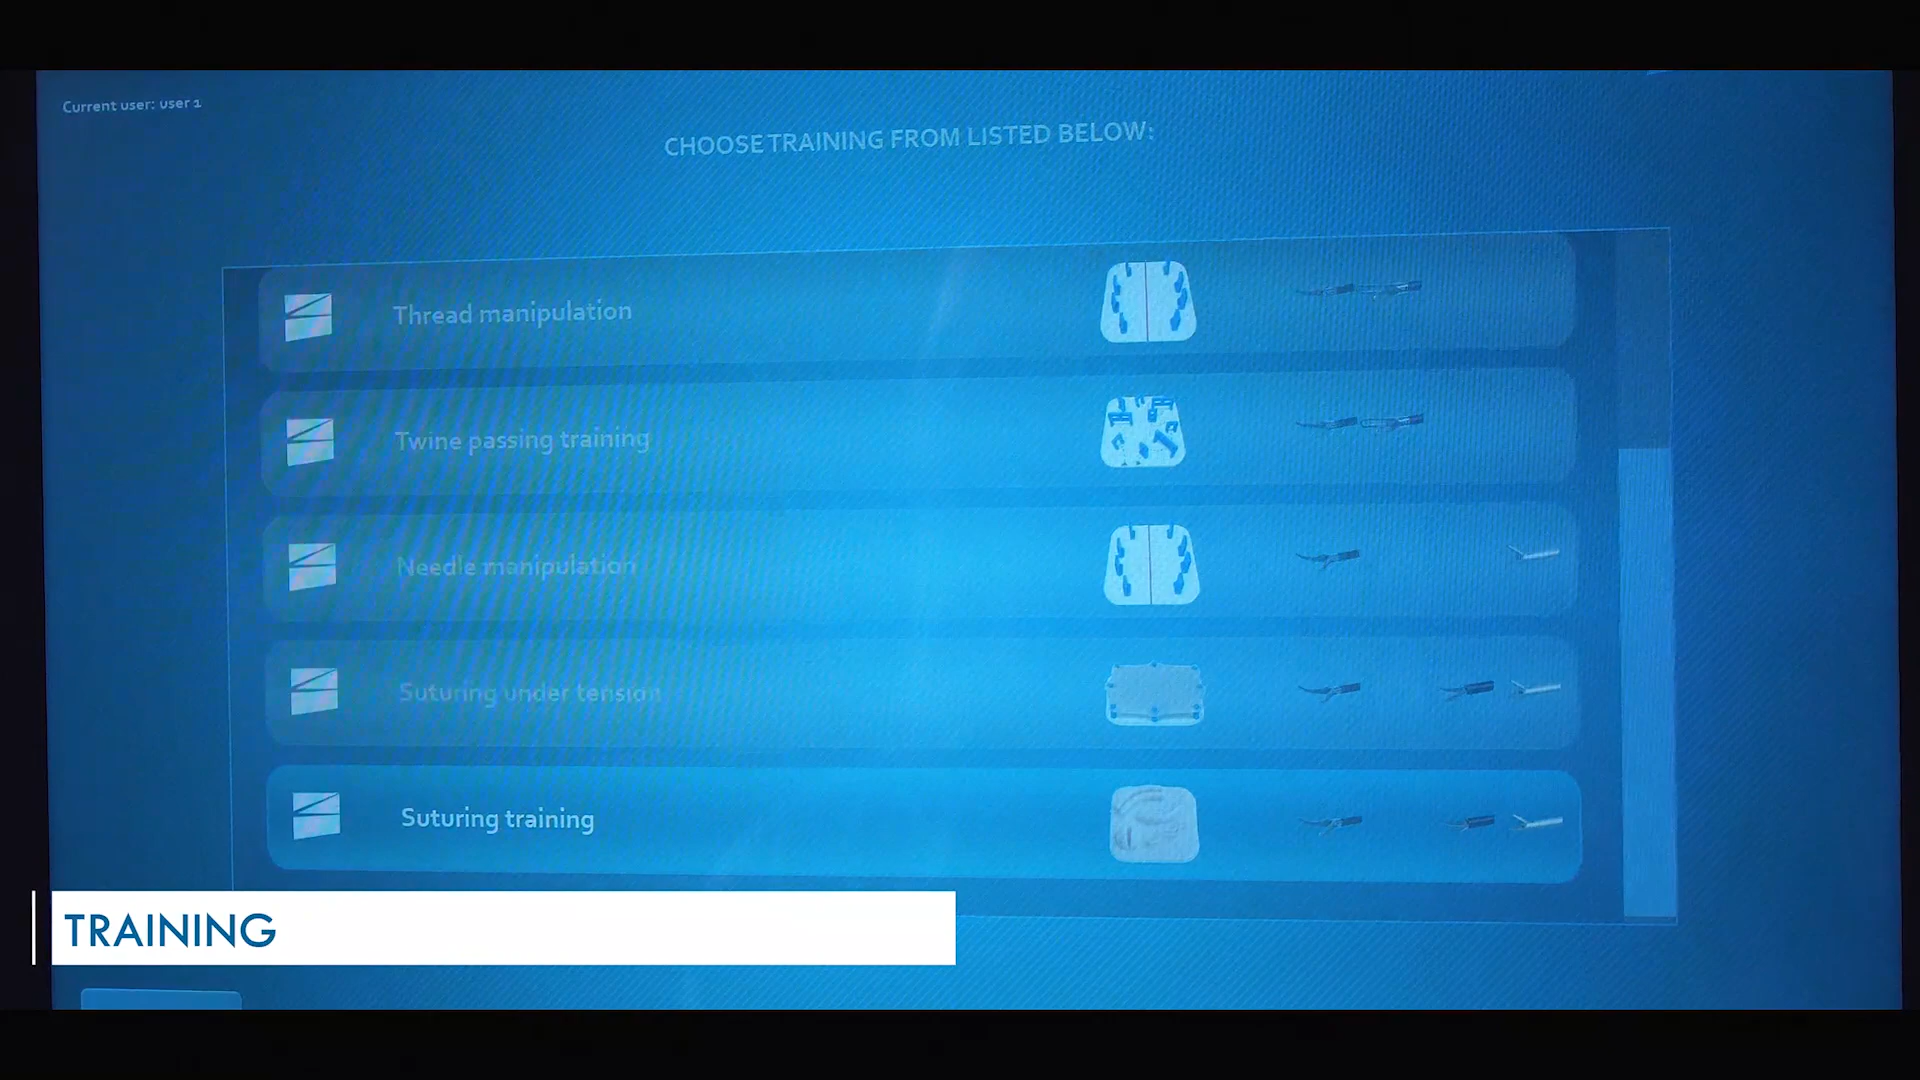 Current user: user 1
CHOOSE TRAINING FROM LISTED BELOW:
Thread manipulation
Twine passing training
Needle manipulation
Suturing under tension
Suturing training
TRAINING